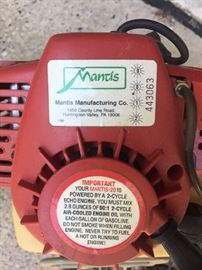 Mantis
Mantis Manufacturing Co.
1458 County Line Road
Huntingdon Valley, PA 19006
443063
IMPORTANT
YOUR MANTIS-20 IS
POWERED BY A 2-CYCLE
ECHO ENGINE. YOU MUST MIX
2.6 OUNCES OF 50:1 2-CYCLE
AIR-COOLED ENGINE OIL WITH
EACH GALLON OF GASOLINE
DO NOT SMOKE WHEN FILLING
ENGINE. NEVER TRY TO FUEL
A HOT OR RUNNING
ENGINE!